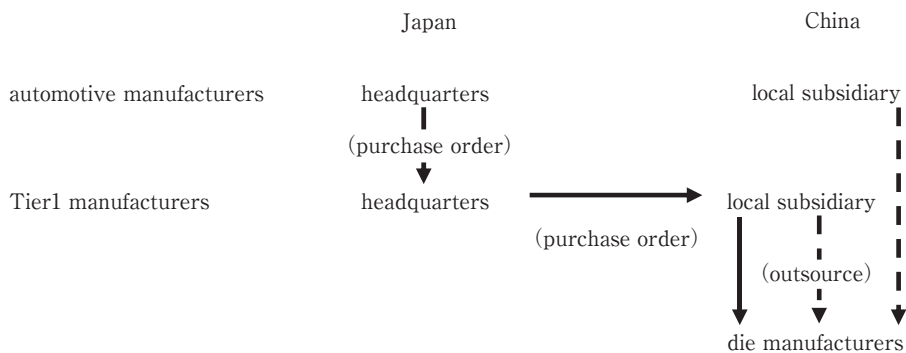 Japan China
automotive manufacturers headquarters local subsidiary
(purchase order)
Tier1 manufacturers headquarters local subsidiary
(purchase order)
(outsource)
die manufacturers